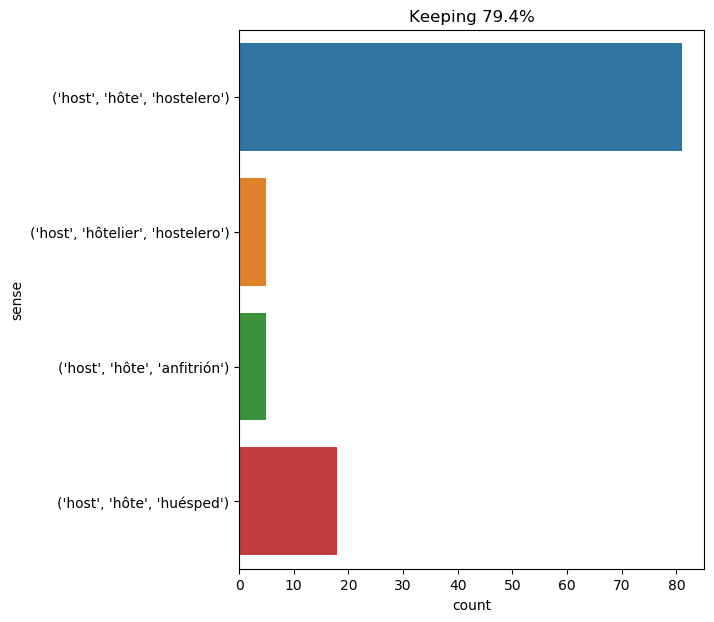 Keeping 79.4%
('host', 'hôte', 'hostelero')
('host', 'hôtelier', 'hostelero')
('host', 'hôte', 'anfitrión')
('host', 'hôte', 'huésped')
sense
0 10 20 30 40 50 60 70 80
count